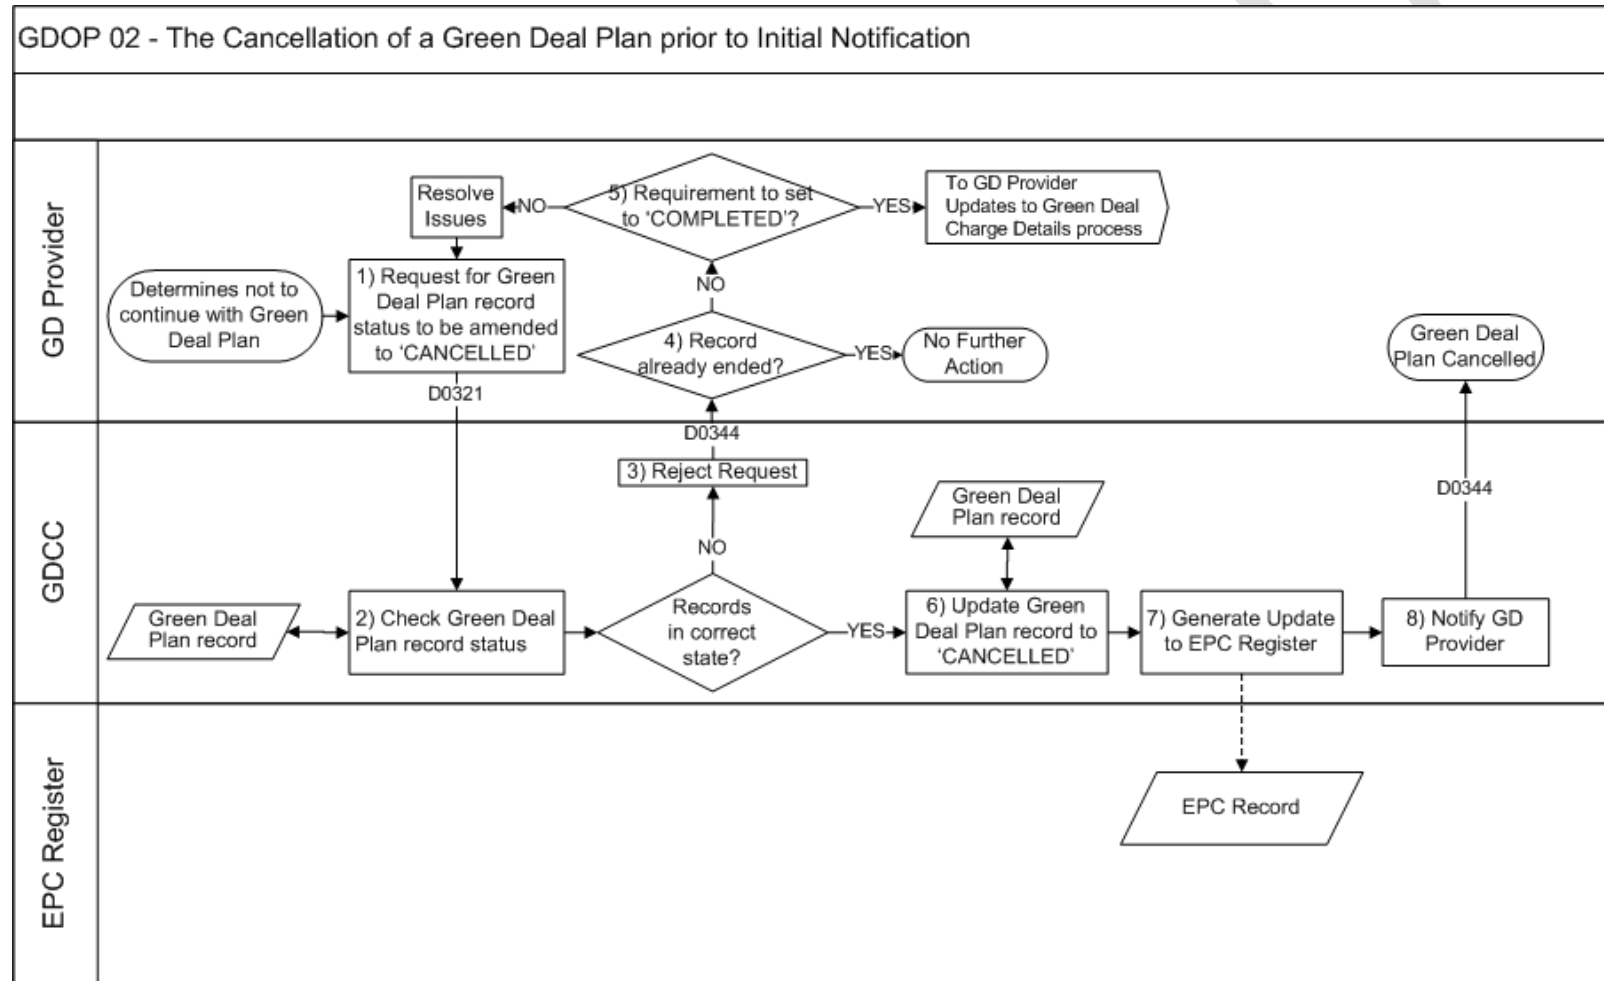 GDOP 02 - The Cancellation of a Green Deal Plan prior to Initial Notification
GD Provider
Resolve
Issues
NO
5) Requirement to set
to ‘COMPLETED’?
YES
To GD Provider
Updates to Green Deal
Charge Details process
Determines not to
continue with Green
Deal Plan
1) Request for Green
Deal Plan record
status to be amended
to ‘CANCELLED’
NO
4) Record
already ended?
YES
No Further
Action
Green Deal
Plan Cancelled
D0321
GDCC
D0344
3) Reject Request
Green Deal
Plan record
D0344
NO
Green Deal
Plan record
2) Check Green Deal
Plan record status
Records
in correct
state?
YES
6) Update Green
Deal Plan record to
‘CANCELLED’
7) Generate Update
to EPC Register
8) Notify GD
Provider
EPC Register
EPC Record